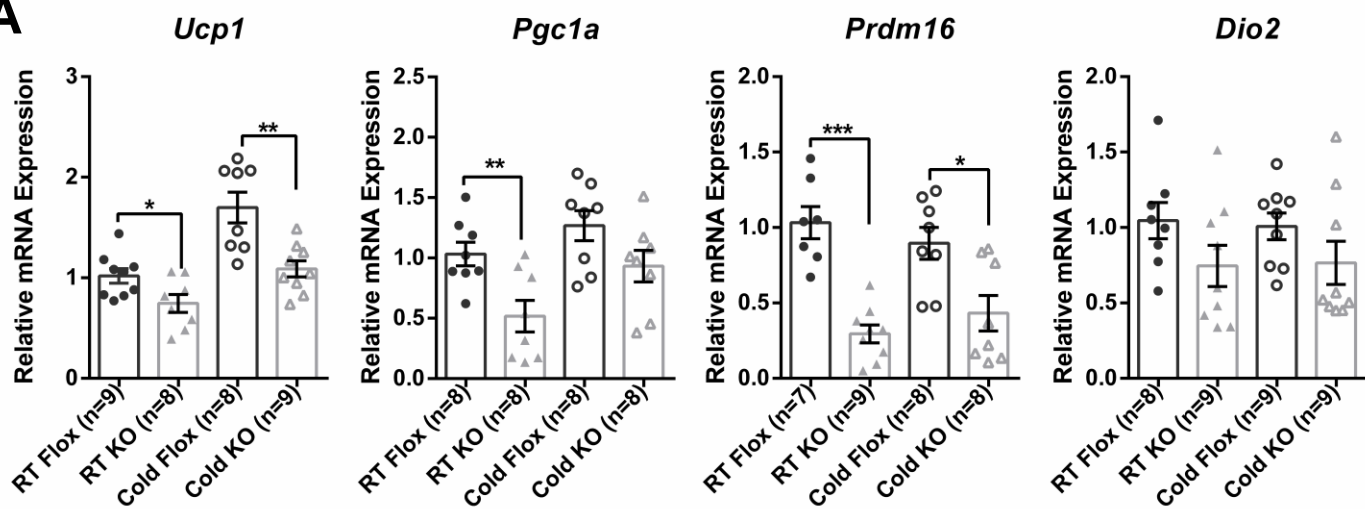 A
Ucp1
Relative mRNA Expression
3
2
1
0
*
**
RT Flox (n=9)
RT KO (n=8)
Cold Flox (n=8)
Cold KO (n=9)
Pgc1a
Relative mRNA Expression
2.5
2.0
1.5
1.0
0.5
0.0
**
RT Flox (n=8)
RT KO (n=8)
Cold Flox (n=8)
Cold KO (n=8)
Prdm16
Relative mRNA Expression
2.0
1.5
1.0
0.5
0.0
***
*
RT Flox (n=7)
RT KO (n=9)
Cold Flox (n=8)
Cold KO (n=8)
Dio2
Relative mRNA Expression
2.0
1.5
1.0
0.5
0.0
RT Flox (n=8)
RT KO (n=9)
Cold Flox (n=9)
Cold KO (n=9)